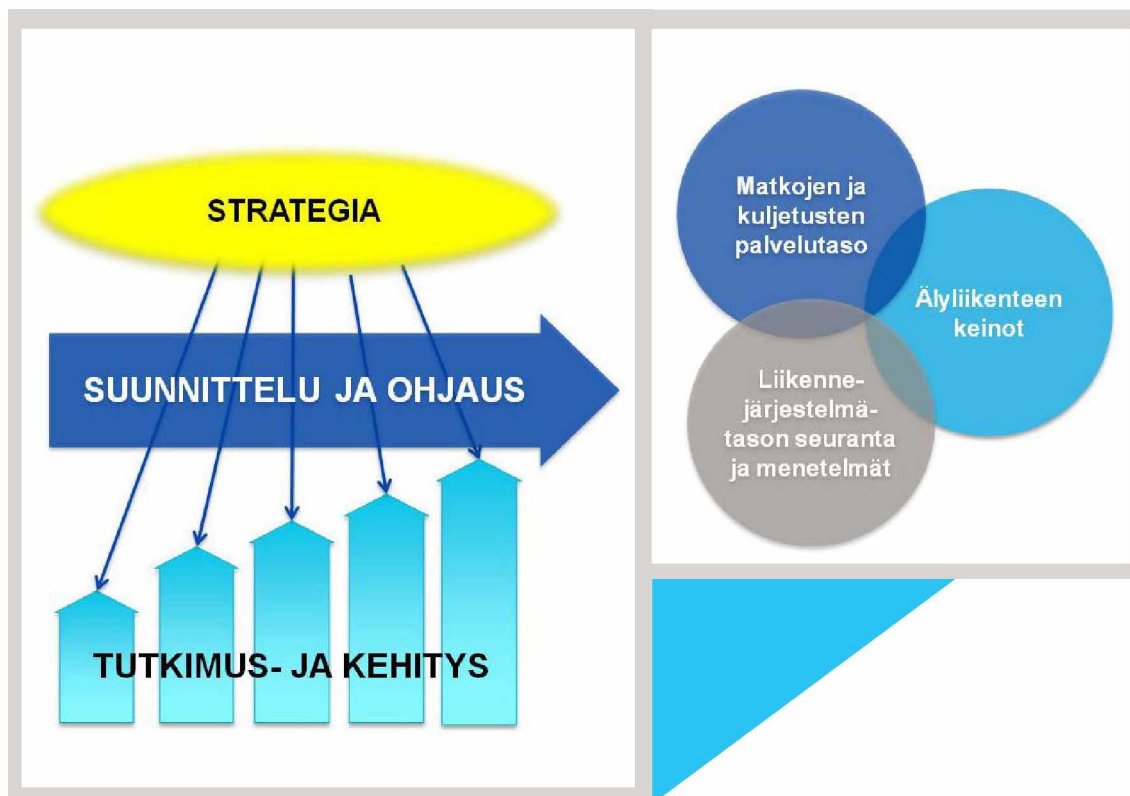 STRATEGIA
SUUNNITTELU JA OHJAUS
TUTKIMUS- JA KEHITYS
Matkojen ja
kuljetusten
palvelutaso
Älyliikenteen
keinot
Liikenne-
järjestelmä-
tason seuranta
ja menetelmät